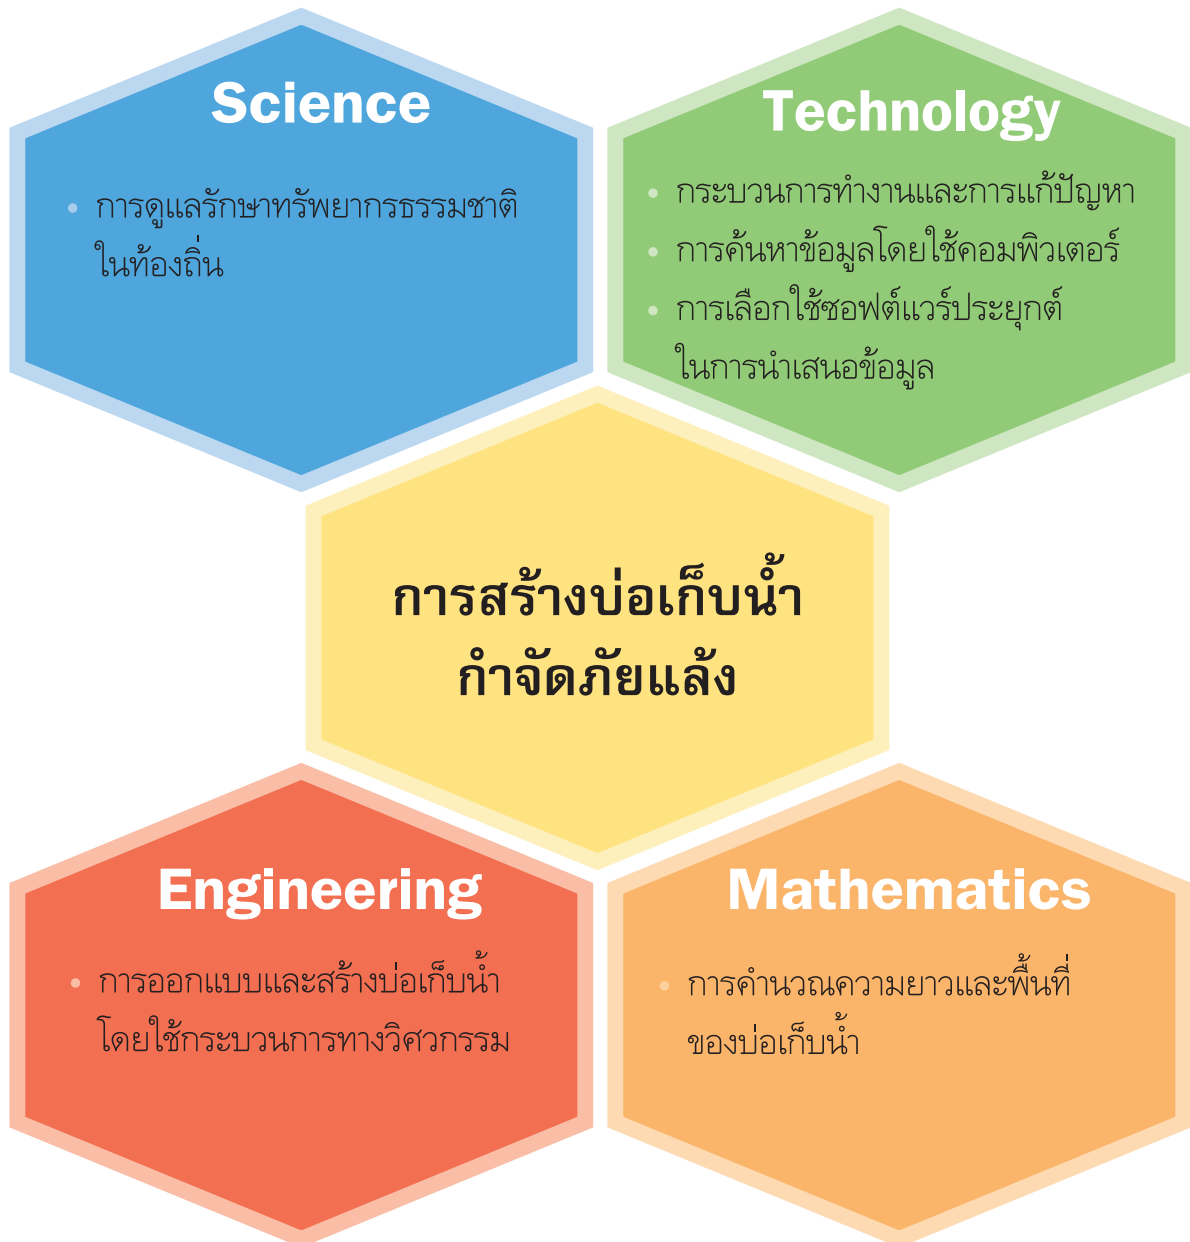 Science
• การดูแลรักษาทรัพยากรธรรมชาติ
ในท้องถิ่น
Technology
• กระบวนการทำงานและการแก้ปัญหา
• การค้นหาข้อมูลโดยใช้คอมพิวเตอร์
• การเลือกใช้ซอฟต์แวร์ประยุกต์
ในการนำเสนอข้อมูล
การสร้างบ่อเก็บน้ำ
กำจัดภัยแล้ง
Engineering
• การออกแบบและสร้างบ่อเก็บน้ำ
โดยใช้กระบวนการทางวิศวกรรม
Mathematics
• การคำนวณความยาวและพื้นที่
ของบ่อเก็บน้ำ